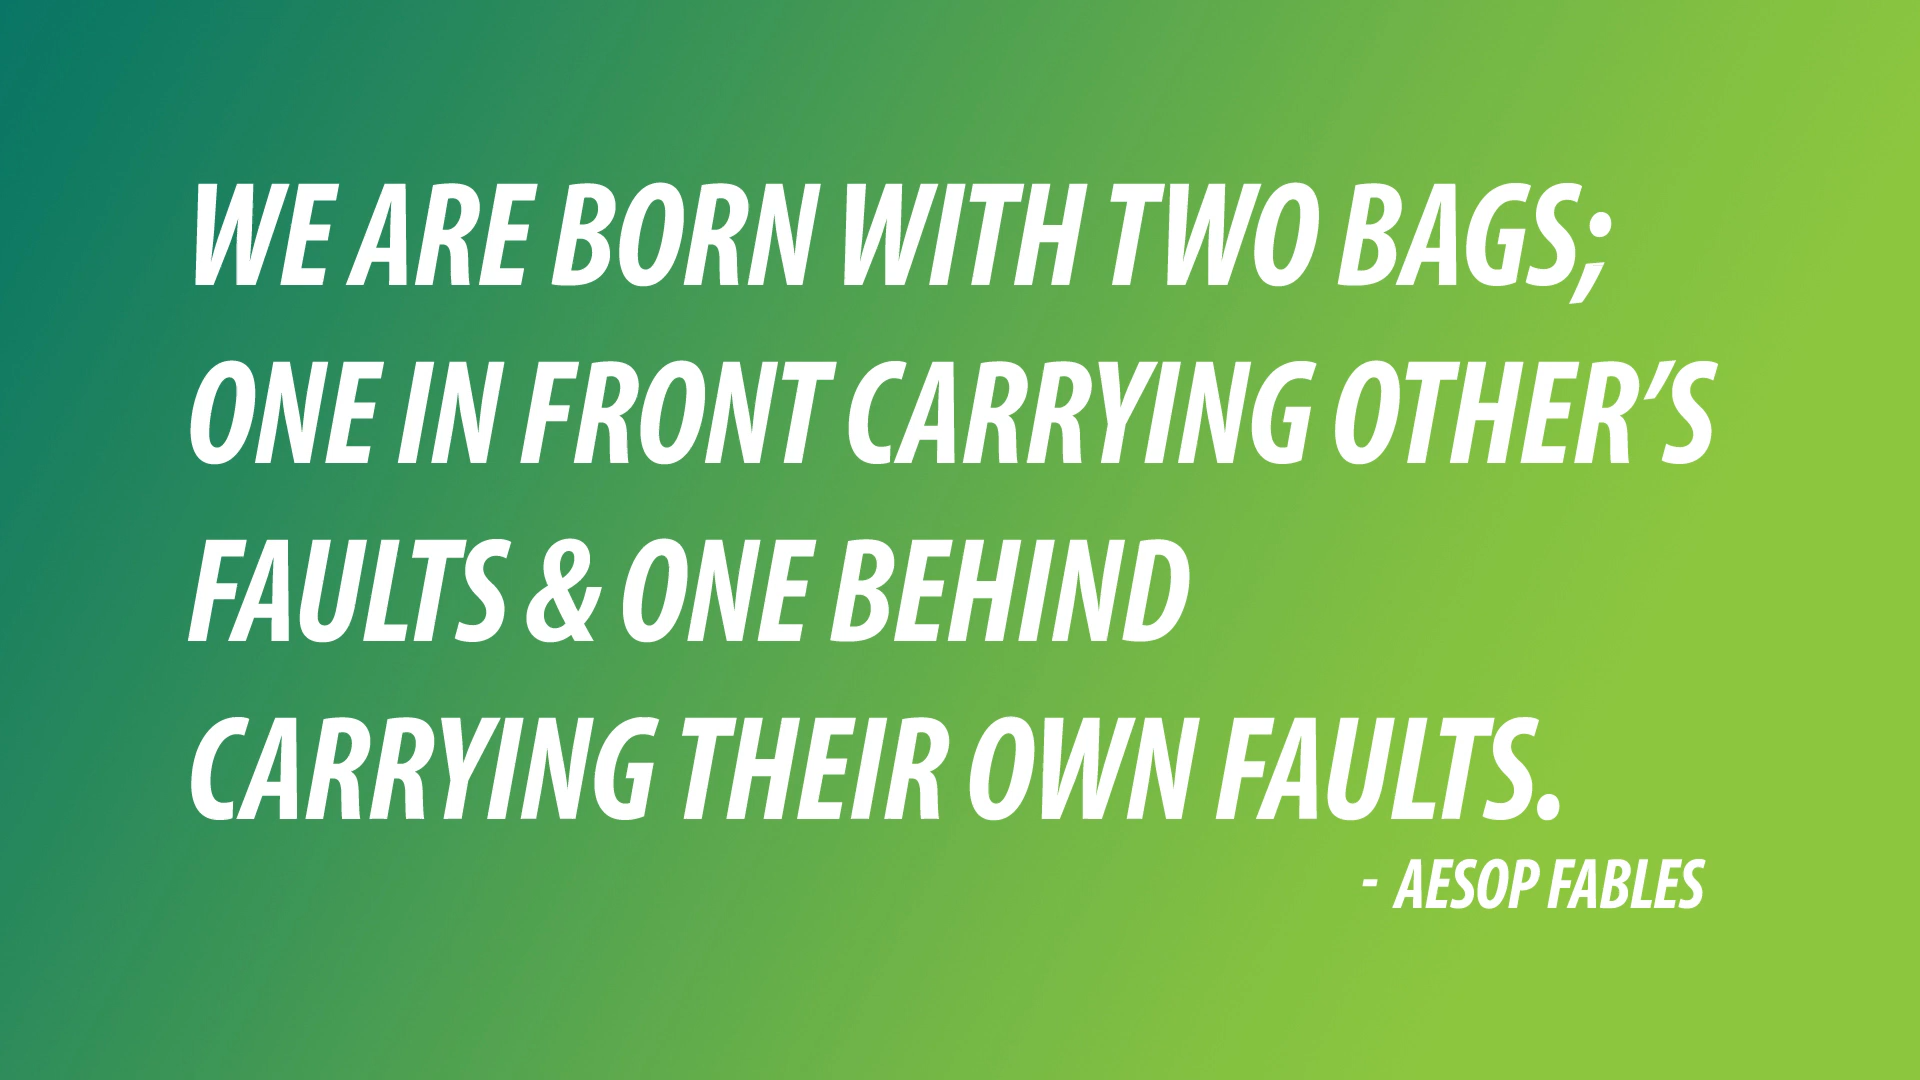 WE ARE BORN WITH TWO BAGS;
ONE IN FRONT CARRYING OTHER’S
FAULTS & ONE BEHIND
CARRYING THEIR OWN FAULTS.
- AESOP FABLES